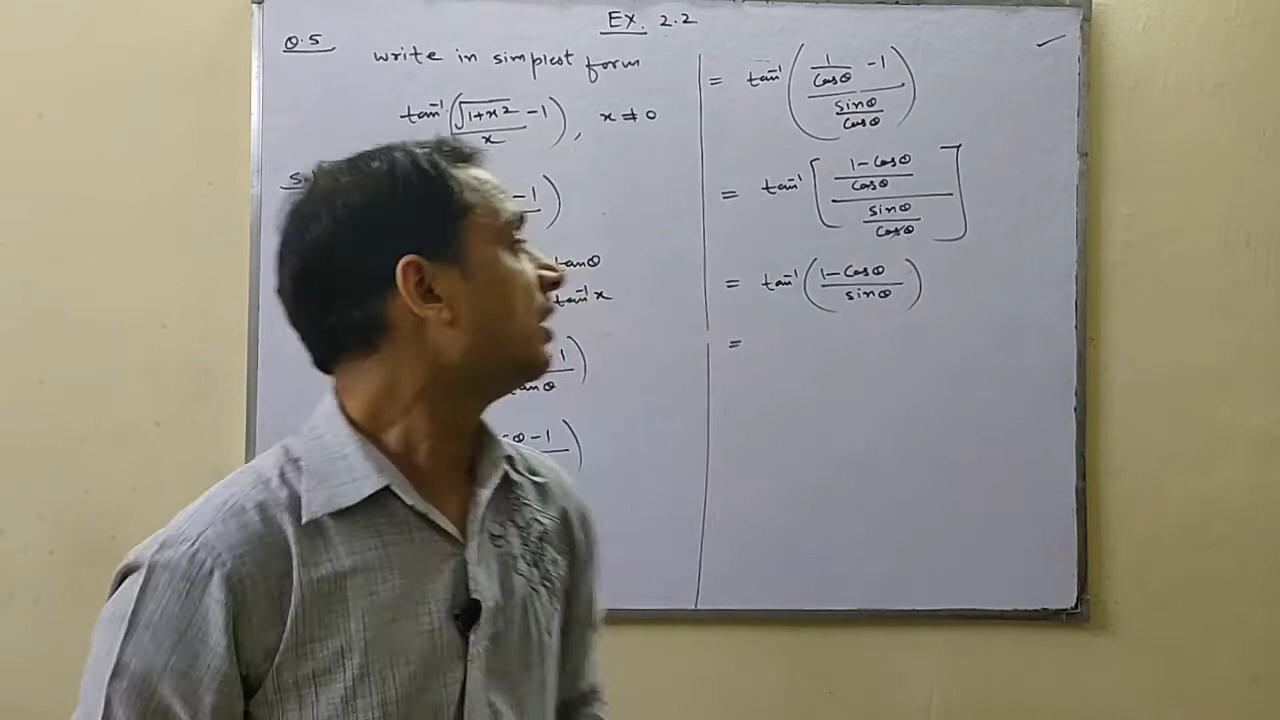 Ex. 2.2
Q.5 write in simplest form
tan⁻¹ ( (√(1+x²) - 1) / x ), x ≠ 0
- 1 )
tanθ
tan⁻¹ x
1 )
tanθ
θ - 1 )
= tan⁻¹ ( (1/cosθ - 1) / (sinθ/cosθ) )
= tan⁻¹ [ ((1 - cosθ)/cosθ) / (sinθ/cosθ) ]
= tan⁻¹ ( (1 - cosθ) / sinθ )
=